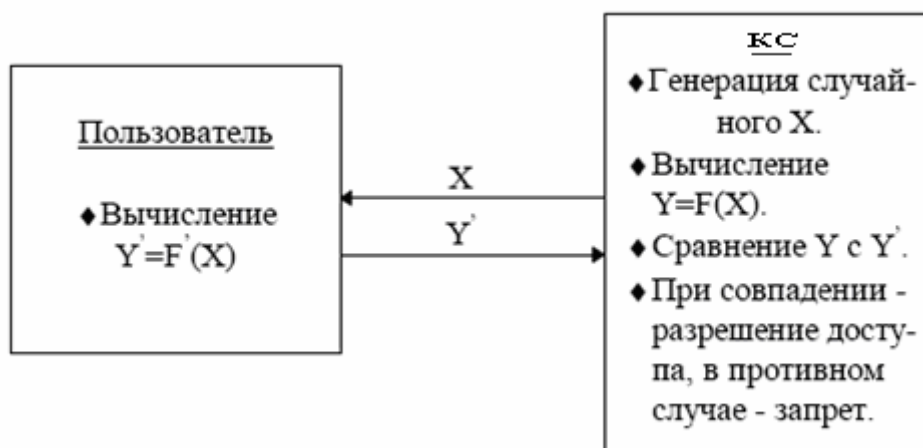 Пользователь
♦Вычисление
Y'=F'(X)
X
Y'
КС
♦Генерация случай-
ного X.
♦Вычисление
Y=F(X).
♦Сравнение Y с Y'.
♦При совпадении -
разрешение досту-
па, в противном
случае - запрет.